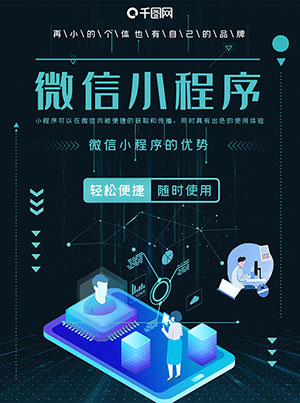 千图网
再小的个体也有自己的品牌
微信小程序
小程序可以在微信内被便捷的获取和传播，同时具有出色的使用体验
微信小程序的优势
轻松便捷 随时使用